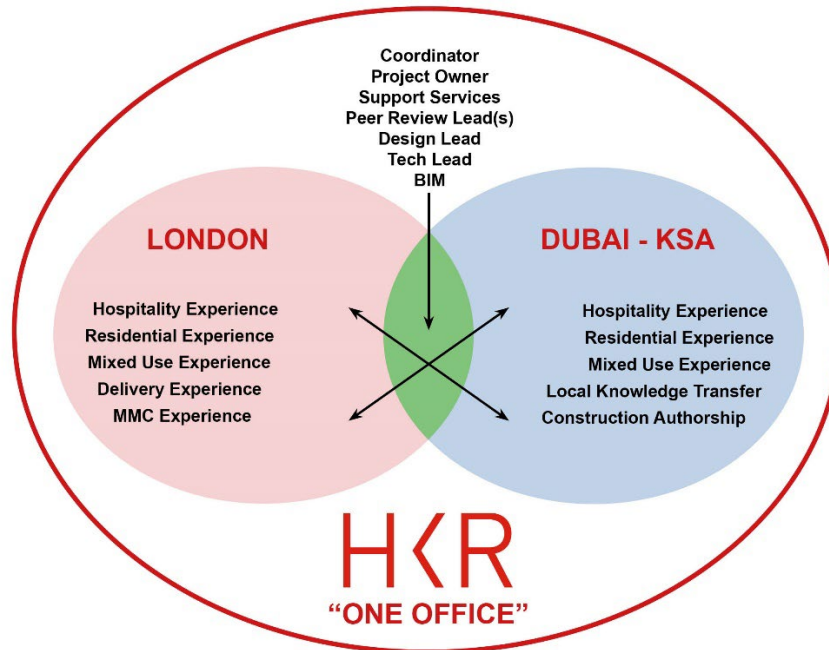 Coordinator
Project Owner
Support Services
Peer Review Lead(s)
Design Lead
Tech Lead
BIM
LONDON
Hospitality Experience
Residential Experience
Mixed Use Experience
Delivery Experience
MMC Experience
DUBAI - KSA
Hospitality Experience
Residential Experience
Mixed Use Experience
Local Knowledge Transfer
Construction Authorship
HKR
“ONE OFFICE”